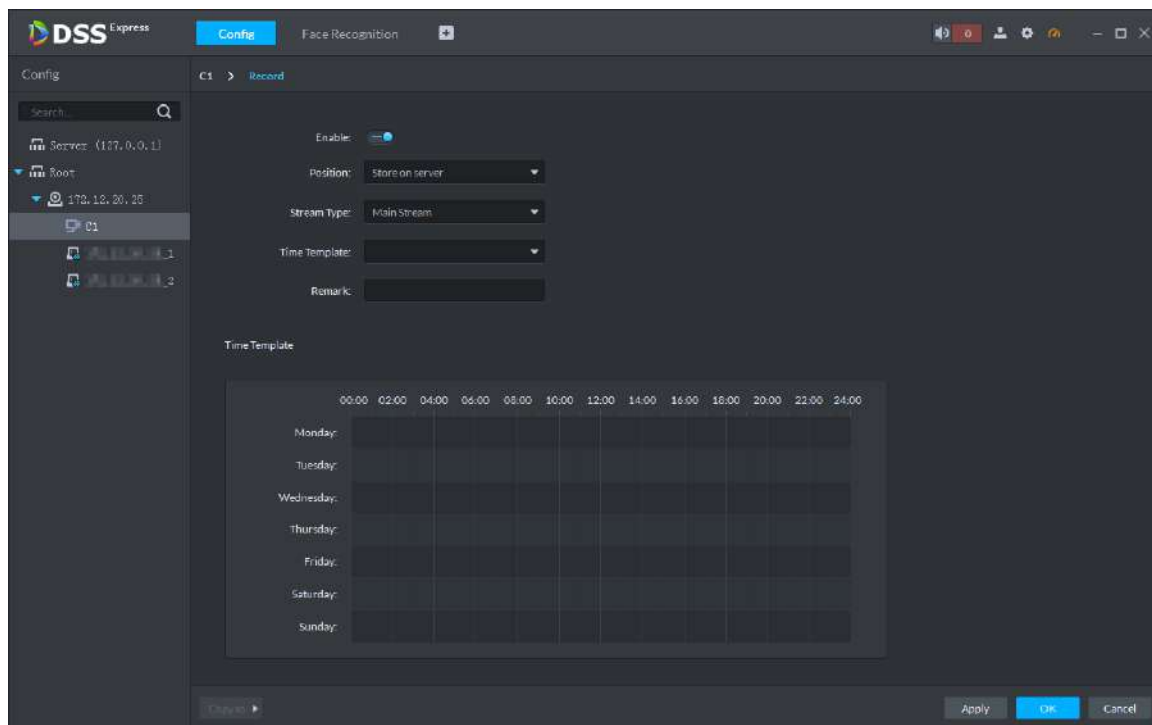 DSS Express
Config
Face Recognition
0
Config
C1 > Record
Search...
Server (127.0.0.1)
Root
172.12.20.25
C1
_1
_2
Enable:
Position: Store on server
Stream Type: Main Stream
Time Template:
Remark:
Time Template
00:00 02:00 04:00 06:00 08:00 10:00 12:00 14:00 16:00 18:00 20:00 22:00 24:00
Monday:
Tuesday:
Wednesday:
Thursday:
Friday:
Saturday:
Sunday:
Apply
OK
Cancel